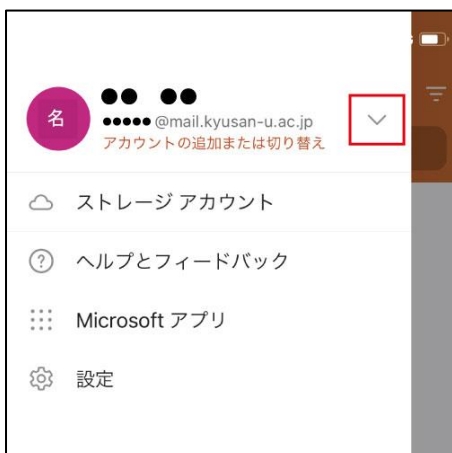 名
●● ●●
●●●●● @mail.kyusan-u.ac.jp
アカウントの追加または切り替え
ストレージ アカウント
ヘルプとフィードバック
Microsoft アプリ
設定